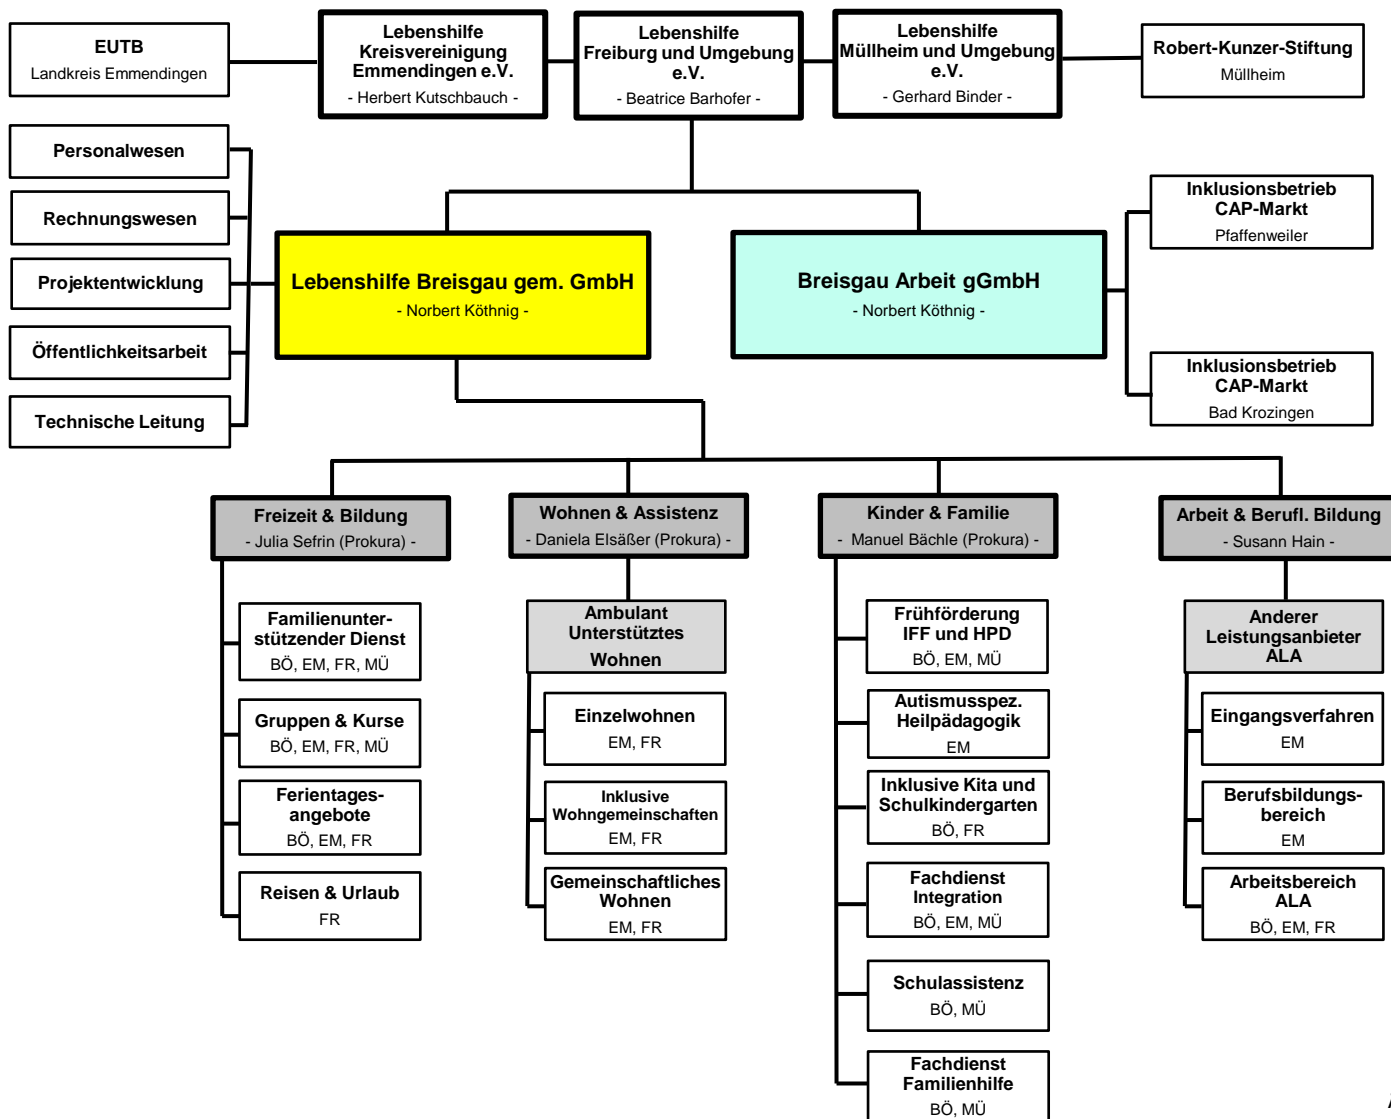 EUTB
Landkreis Emmendingen
Lebenshilfe
Kreisvereinigung
Emmendingen e.V.
- Herbert Kutschbauch -
Lebenshilfe
Freiburg und Umgebung
e.V.
- Beatrice Barhofer -
Lebenshilfe
Müllheim und Umgebung
e.V.
- Gerhard Binder -
Robert-Kunzer-Stiftung
Müllheim
Personalwesen
Rechnungswesen
Projektentwicklung
Öffentlichkeitsarbeit
Technische Leitung
Lebenshilfe Breisgau gem. GmbH
- Norbert Köthnig -
Breisgau Arbeit gGmbH
- Norbert Köthnig -
Inklusionsbetrieb
CAP-Markt
Pfaffenweiler
Inklusionsbetrieb
CAP-Markt
Bad Krozingen
Freizeit & Bildung
- Julia Sefrin (Prokura) -
Familienunter-
stützender Dienst
BÖ, EM, FR, MÜ
Gruppen & Kurse
BÖ, EM, FR, MÜ
Ferientages-
angebote
BÖ, EM, FR
Reisen & Urlaub
FR
Wohnen & Assistenz
- Daniela Elsäßer (Prokura) -
Ambulant
Unterstütztes
Wohnen
Einzelwohnen
EM, FR
Inklusive
Wohngemeinschaften
EM, FR
Gemeinschaftliches
Wohnen
EM, FR
Kinder & Familie
- Manuel Bächle (Prokura) -
Frühförderung
IFF und HPD
BÖ, EM, MÜ
Autismusspez.
Heilpädagogik
EM
Inklusive Kita und
Schulkindergarten
BÖ, FR
Fachdienst
Integration
BÖ, EM, MÜ
Schulassistenz
BÖ, MÜ
Fachdienst
Familienhilfe
BÖ, MÜ
Arbeit & Berufl. Bildung
- Susann Hain -
Anderer
Leistungsanbieter
ALA
Eingangsverfahren
EM
Berufsbildungs-
bereich
EM
Arbeitsbereich
ALA
BÖ, EM, FR